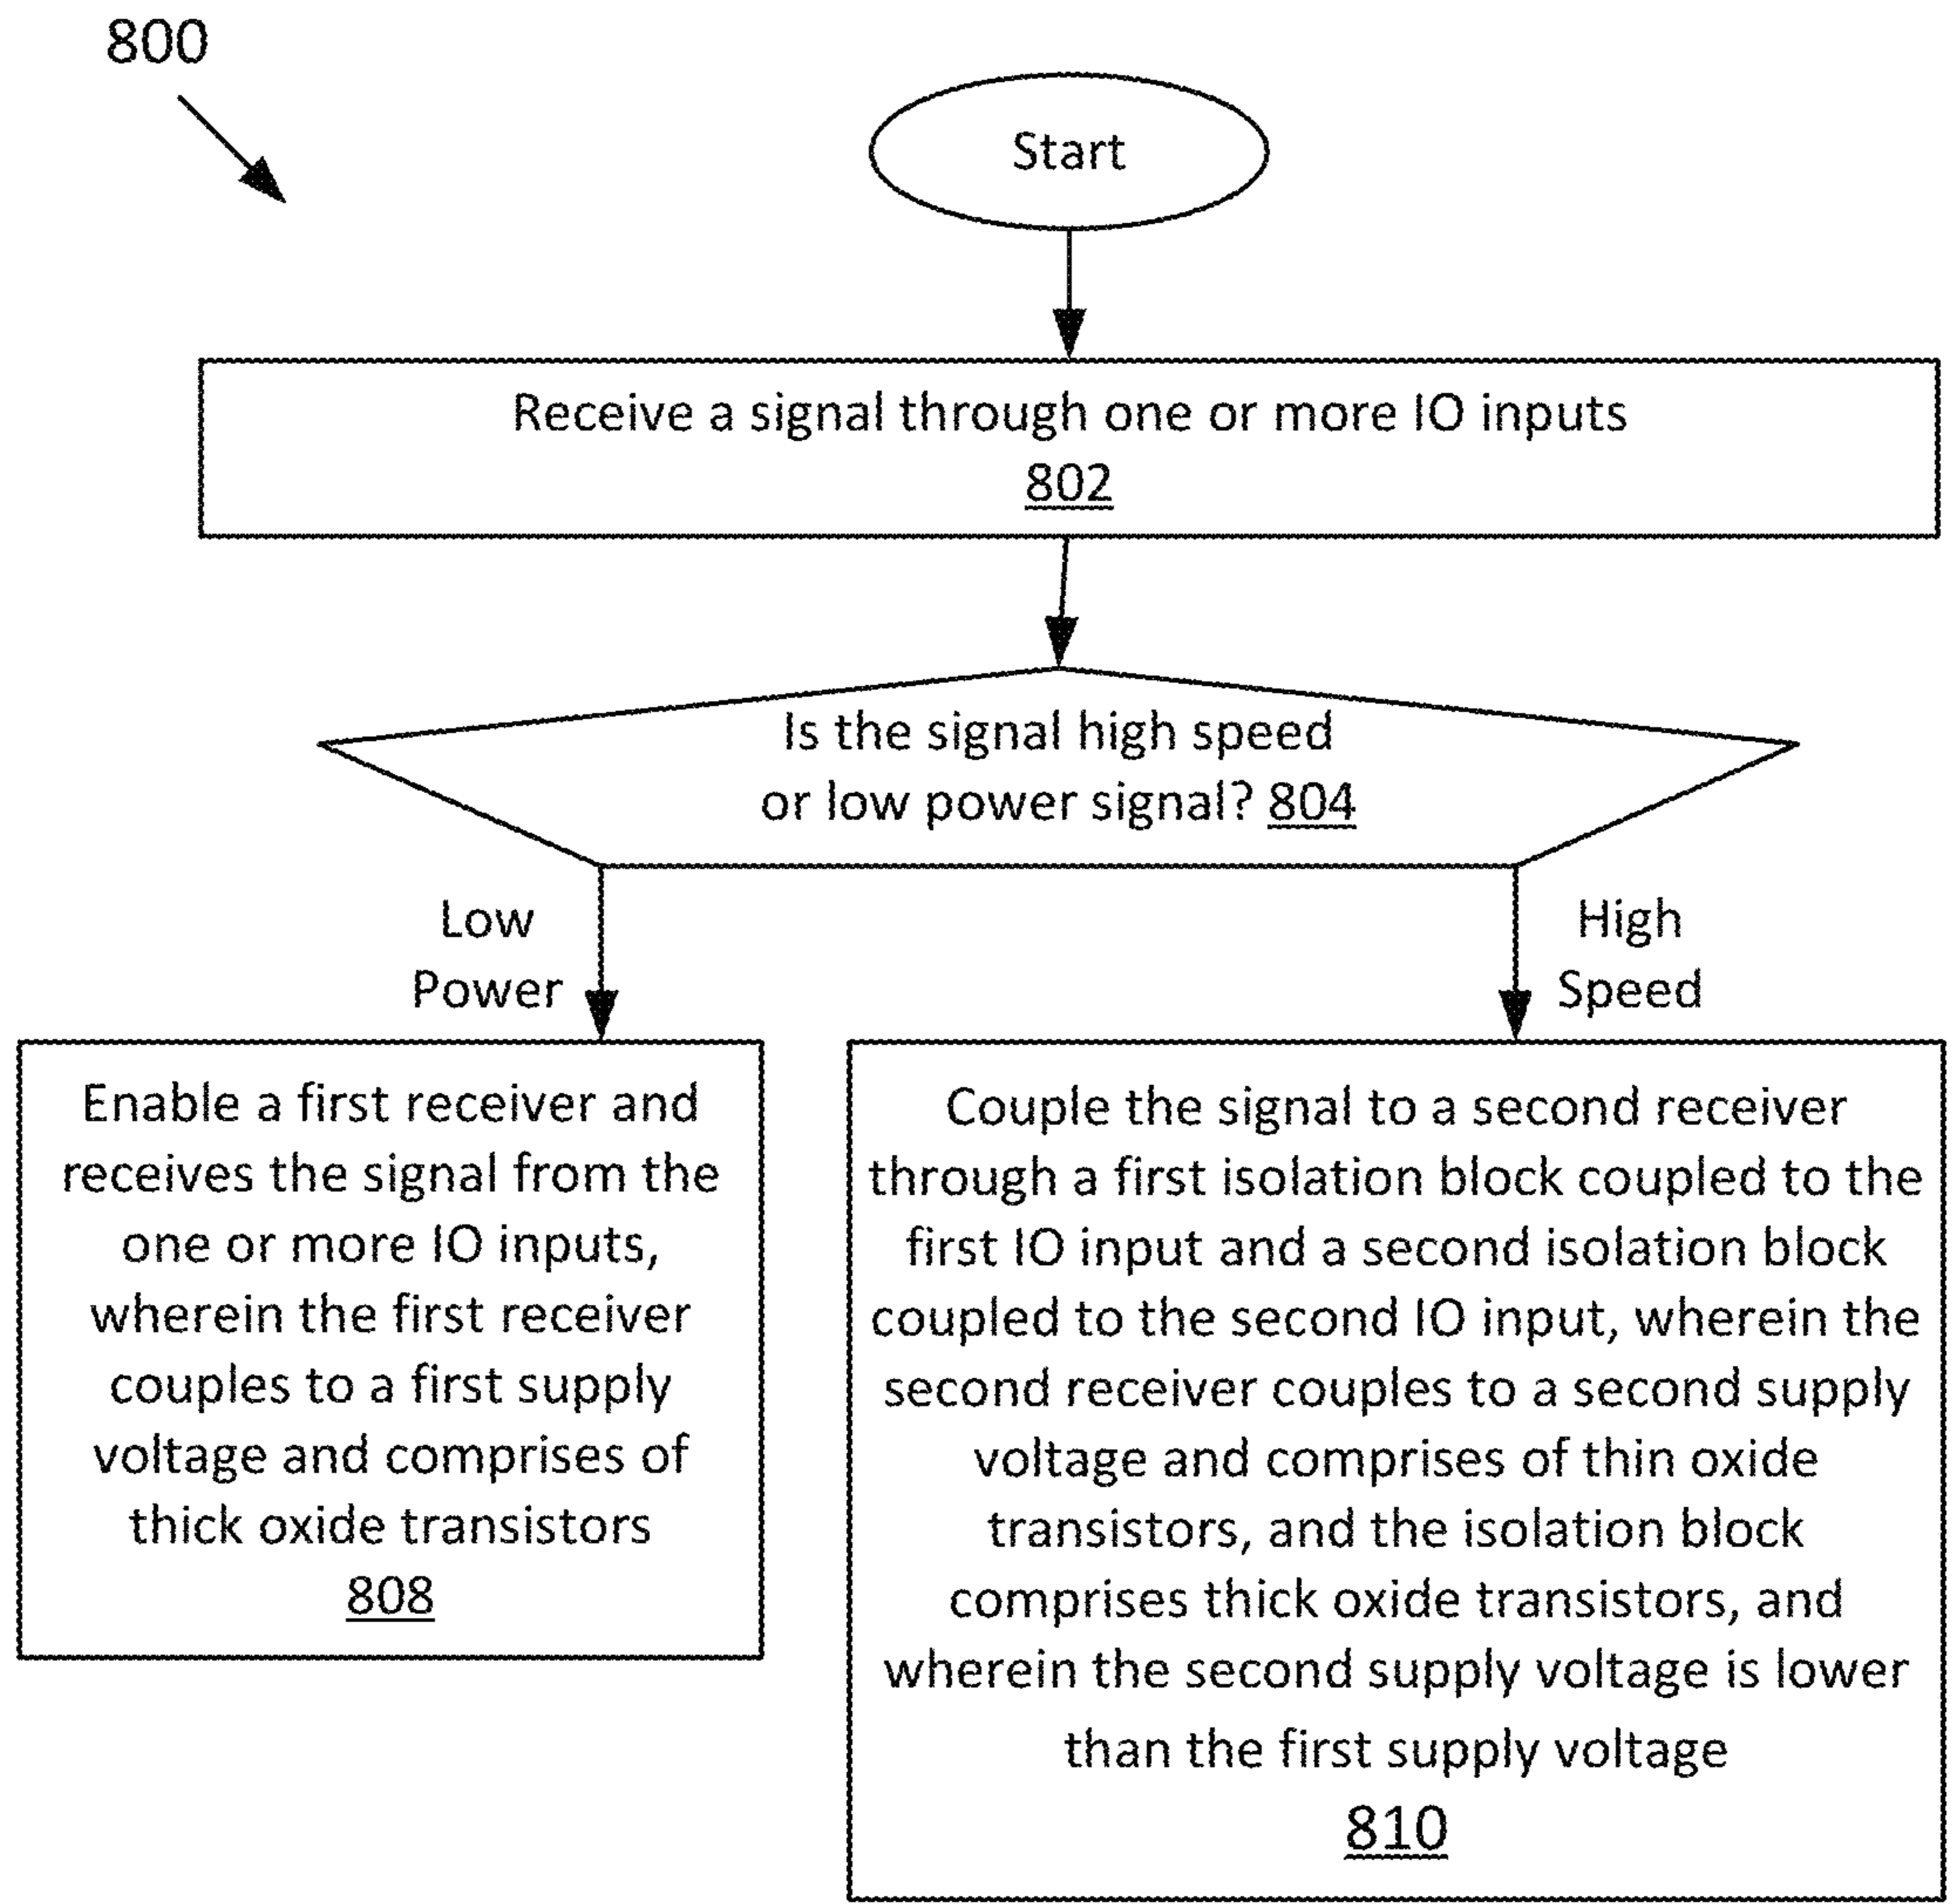 800
Start
Receive a signal through one or more IO inputs
802
Is the signal high speed
or low power signal? 804
Low
Power
High
Speed
Enable a first receiver and
receives the signal from the
one or more IO inputs,
wherein the first receiver
couples to a first supply
voltage and comprises of
thick oxide transistors
808
Couple the signal to a second receiver
through a first isolation block coupled to the
first IO input and a second isolation block
coupled to the second IO input, wherein the
second receiver couples to a second supply
voltage and comprises of thin oxide
transistors, and the isolation block
comprises thick oxide transistors, and
wherein the second supply voltage is lower
than the first supply voltage
810